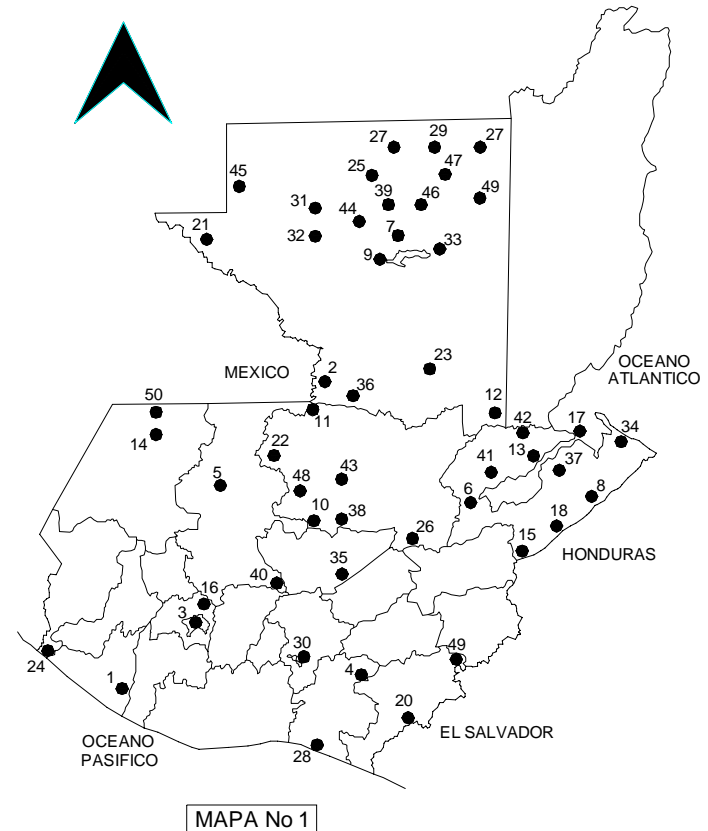 27 29 27
25 47
45
39 46 49
31
44
21 32 7
9 33
23
MEXICO 2
OCEANO
ATLANTICO
36
50
11 12
14 42 17 34
22 13
5 43 41 37
48 6 8
10 38 18
26
15 HONDURAS
35
40
16
3
30 49
24 4
1
20
EL SALVADOR
OCEANO
PASIFICO
28
MAPA No 1